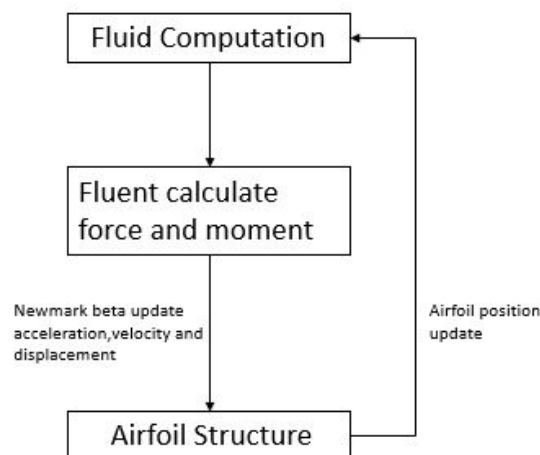 Fluid Computation
Fluent calculate
force and moment
Newmark beta update
acceleration,velocity and
displacement
Airfoil position
update
Airfoil Structure